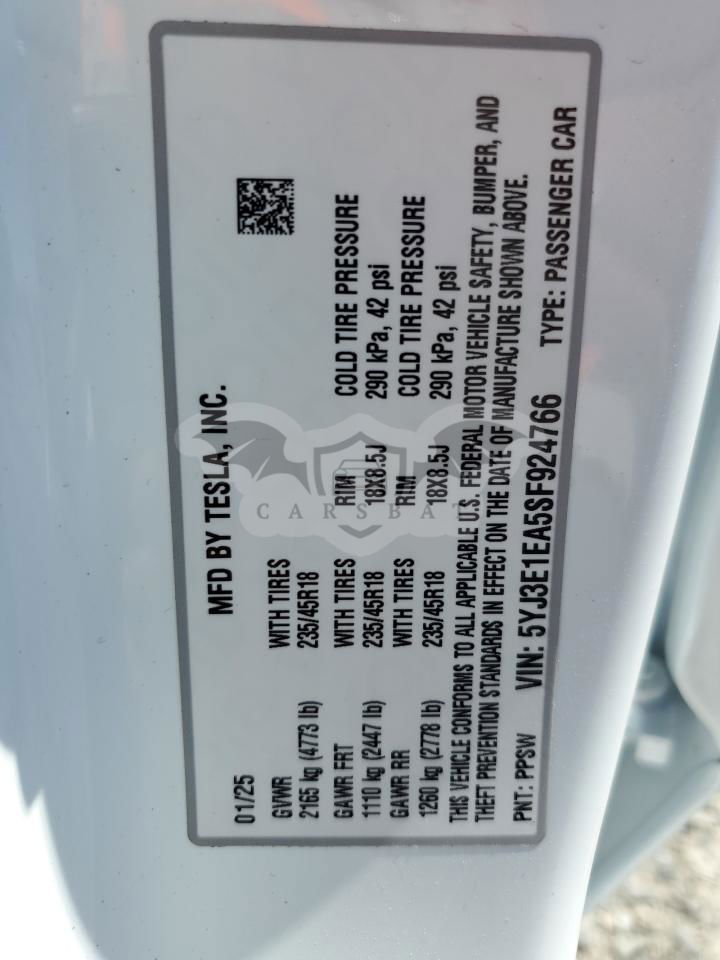 MFD BY TESLA, INC.
01/25
GVWR WITH TIRES
2165 kg (4773 lb) 235/45R18
GAWR FRT WITH TIRES RIM COLD TIRE PRESSURE
1110 kg (2447 lb) 235/45R18 18X8.5J 290 kPa, 42 psi
GAWR RR WITH TIRES RIM COLD TIRE PRESSURE
1260 kg (2778 lb) 235/45R18 18X8.5J 290 kPa, 42 psi
THIS VEHICLE CONFORMS TO ALL APPLICABLE U.S. FEDERAL MOTOR VEHICLE SAFETY, BUMPER, AND
THEFT PREVENTION STANDARDS IN EFFECT ON THE DATE OF MANUFACTURE SHOWN ABOVE.
PNT: PPSW VIN: 5YJ3E1EA5SF924766 TYPE: PASSENGER CAR
CARSBAT